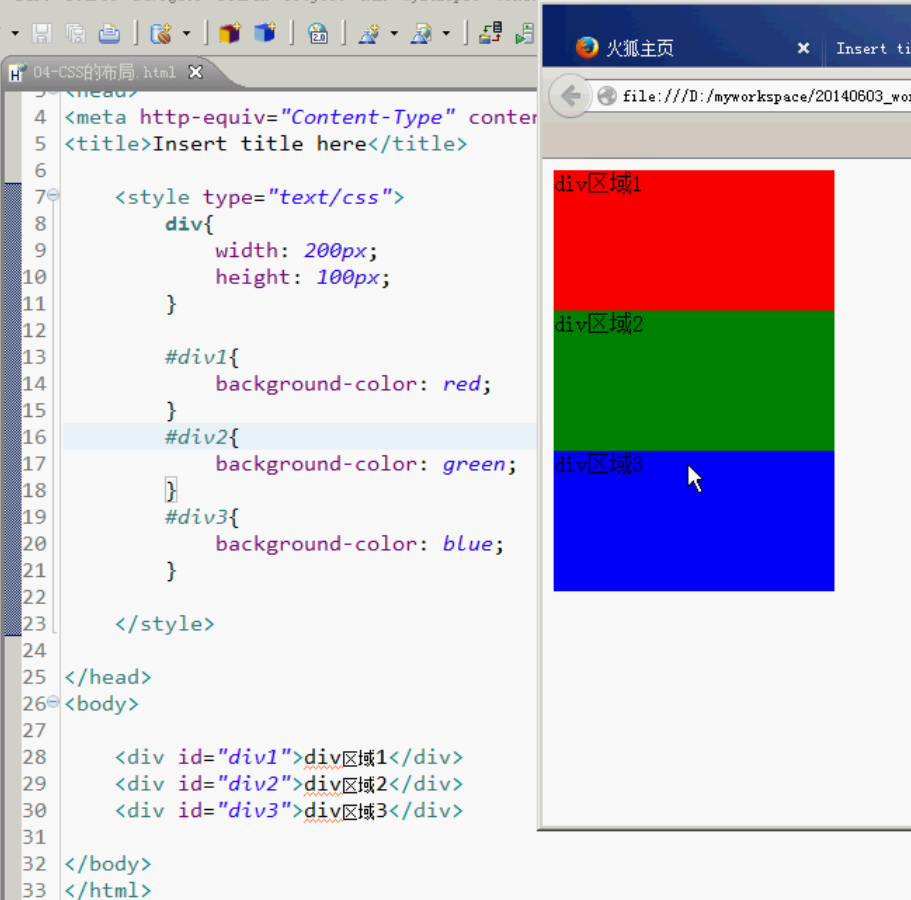 04-CSS的布局.html
火狐主页
Insert ti
file:///D:/myworkspace/20140603_wor
3 <head>
4 <meta http-equiv="Content-Type" conten
5 <title>Insert title here</title>
6
7 <style type="text/css">
8 div{
9 width: 200px;
10 height: 100px;
11 }
12
13 #div1{
14 background-color: red;
15 }
16 #div2{
17 background-color: green;
18 }
19 #div3{
20 background-color: blue;
21 }
22
23 </style>
24
25 </head>
26 <body>
27
28 <div id="div1">div区域1</div>
29 <div id="div2">div区域2</div>
30 <div id="div3">div区域3</div>
31
32 </body>
33 </html>
div区域1
div区域2
div区域3